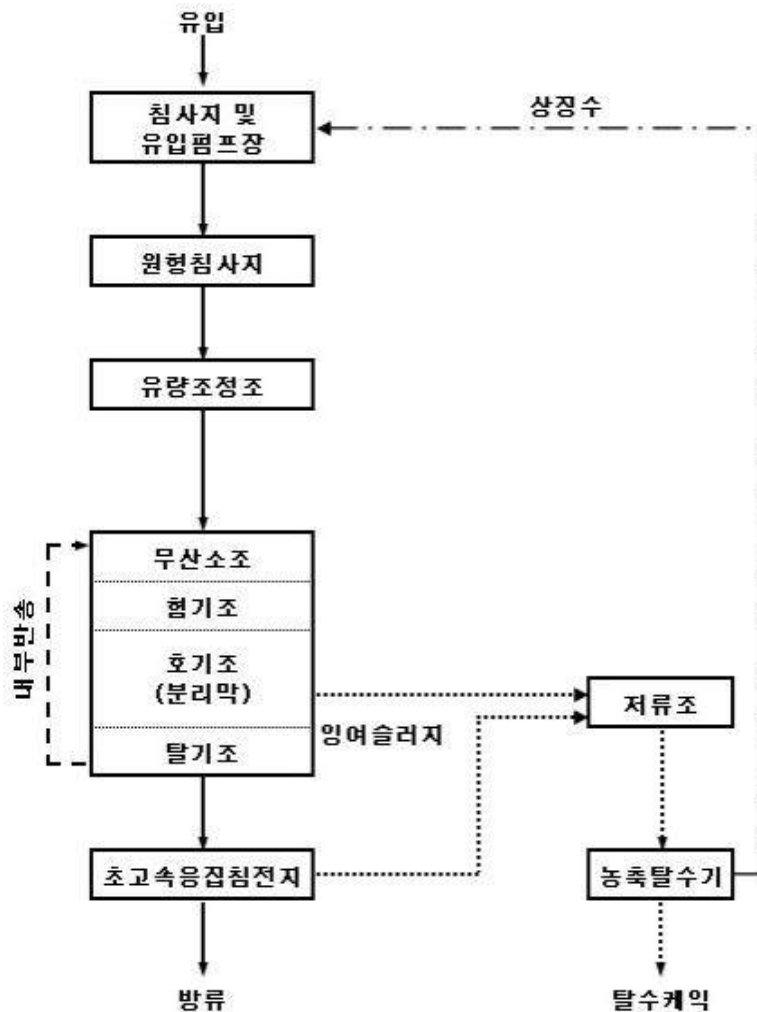 유입
침사지 및
유입펌프장
상징수
원형침사지
유량조정조
무산소조
혐기조
호기조
(분리막)
탈기조
내부반송
잉여슬러지
저류조
초고속응집침전지
농축탈수기
방류
탈수케익